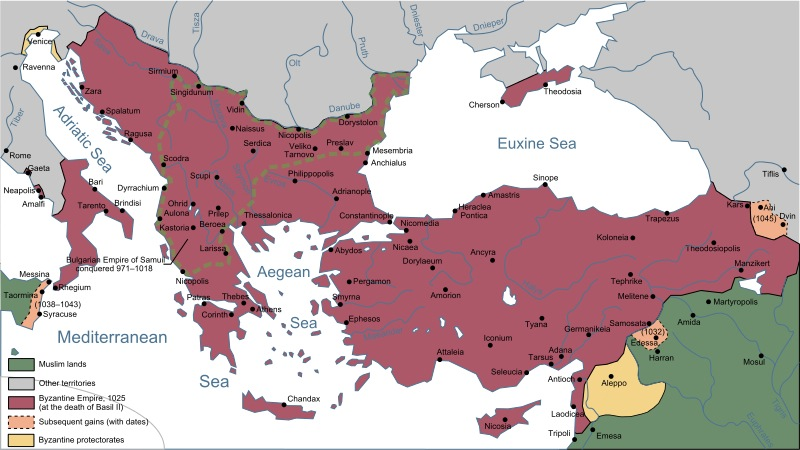 Drava
Tisza
Dniester
Dnieper
Prut
Olt
Venice
Ravenna
Sirmium
Singidunum
Vidin
Danube
Dorystolon
Cherson
Theodosia
Zara
Spalatum
Ragusa
Adriatic Sea
Tiber
Naissus
Nicopolis
Serdica
Veliko
Tarnovo
Preslav
Mesembria
Anchialus
Euxine Sea
Rome
Gaeta
Neapolis
Amalfi
Bari
Tarento
Brindisi
Scodra
Scupi
Philippopolis
Dyrrachium
Adrianople
Ohrid
Prilep
Aulona
Beroea
Kastoria
Thessalonica
Constantinople
Larissa
Sinope
Amastris
Heraclea
Pontica
Nicomedia
Nicaea
Trapezus
Tiflis
Kars
Ani
(1045)
Dvin
Koloneia
Theodosiopolis
Manzikert
Bulgarian Empire of Samuil
conquered 971–1018
Nicopolis
Abydos
Dorylaeum
Ancyra
Aegean
Sea
Pergamon
Smyrna
Ephesos
Amorion
Tephrike
Melitene
Martyropolis
Messina
Rhegium
Taormina
(1038–1043)
Syracuse
Patras
Thebes
Athens
Corinth
Mediterranean
Sea
Tyana
Iconium
Germanikeia
Samosata
(1032)
Edessa
Amida
Harran
Mosul
Attaleia
Seleucia
Tarsus
Adana
Antioch
Aleppo
Chandax
Nicosia
Laodicea
Tripoli
Emesa
Euphrates
Tigris
Muslim lands
Other territories
Byzantine Empire, 1025
(at the death of Basil II)
Subsequent gains (with dates)
Byzantine protectorates